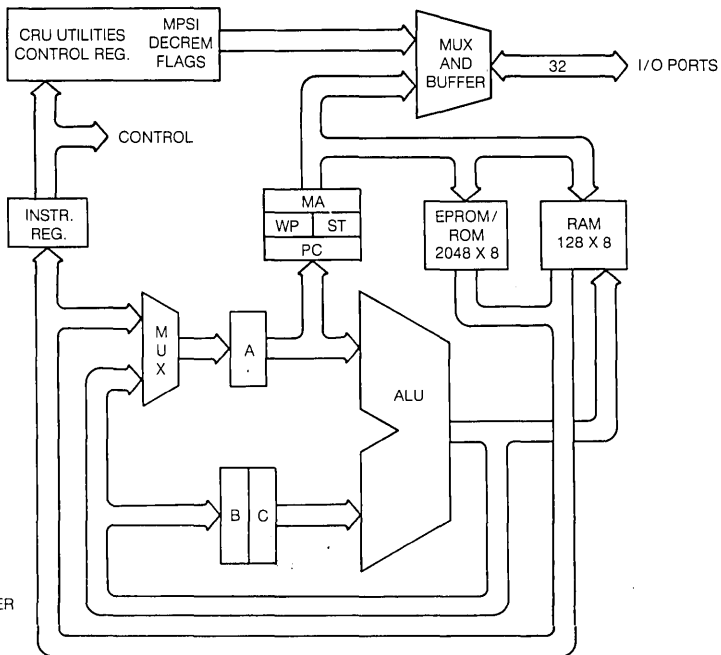 CRU UTILITIES
CONTROL REG.
MPSI
DECREM
FLAGS
MUX
AND
BUFFER
32
I/O PORTS
CONTROL
INSTR.
REG.
MA
WP
ST
PC
EPROM/
ROM
2048 X 8
RAM
128 X 8
M
U
X
A
ALU
B
C